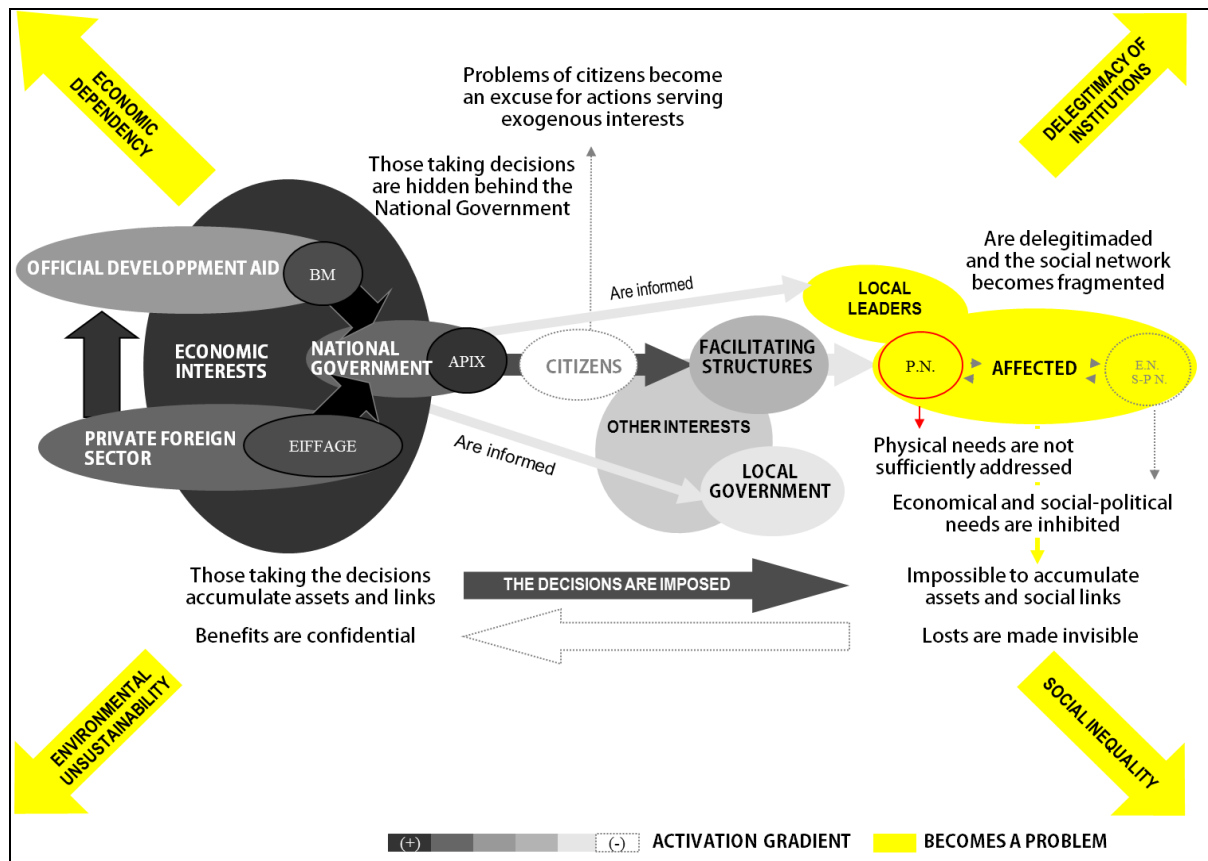 ECONOMIC
DEPENDENCY
DELEGITIMACY OF
INSTITUTIONS
Problems of citizens become
an excuse for actions serving
exogenous interests
Those taking decisions
are hidden behind the
National Government
Are delegitimaded
and the social network
becomes fragmented
OFFICIAL DEVELOPPMENT AID
BM
Are informed
LOCAL
LEADERS
ECONOMIC
INTERESTS
NATIONAL
GOVERNMENT
APIX
CITIZENS
FACILITATING
STRUCTURES
P.N.
AFFECTED
E.N.
S-P N.
PRIVATE FOREIGN
SECTOR
EIFFAGE
Are informed
OTHER INTERESTS
LOCAL
GOVERNMENT
Physical needs are not
sufficiently addressed
Economical and social-political
needs are inhibited
Those taking the decisions
accumulate assets and links
THE DECISIONS ARE IMPOSED
Impossible to accumulate
assets and social links
Benefits are confidential
Losts are made invisible
ENVIRONMENTAL
UNSUSTAINABILITY
SOCIAL INEQUALITY
(+)
(-)
ACTIVATION GRADIENT
BECOMES A PROBLEM